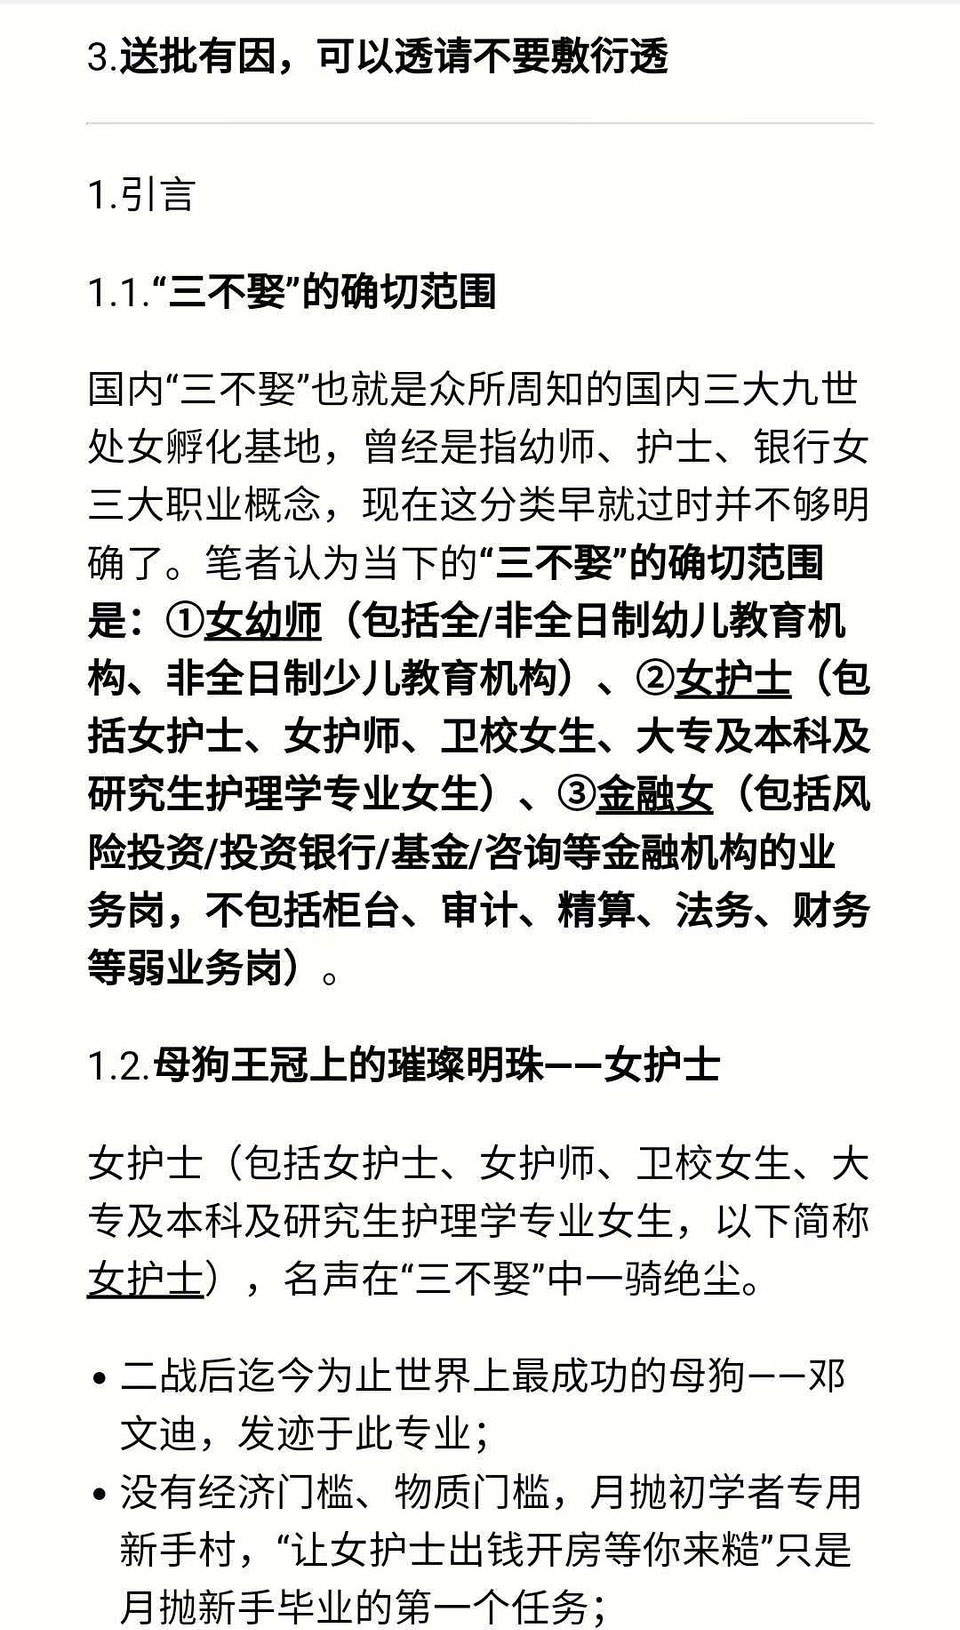 3.送批有因，可以透请不要敷衍透
1.引言
1.1.“三不娶”的确切范围
国内“三不娶”也就是众所周知的国内三大九世
处女孵化基地，曾经是指幼师、护士、银行女
三大职业概念，现在这分类早就过时并不够明
确了。笔者认为当下的“三不娶”的确切范围
是：①女幼师（包括全/非全日制幼儿教育机
构、非全日制少儿教育机构）、②女护士（包
括女护士、女护师、卫校女生、大专及本科及
研究生护理学专业女生）、③金融女（包括风
险投资/投资银行/基金/咨询等金融机构的业
务岗，不包括柜台、审计、精算、法务、财务
等弱业务岗）。
1.2.母狗王冠上的璀璨明珠——女护士
女护士（包括女护士、女护师、卫校女生、大
专及本科及研究生护理学专业女生，以下简称
女护士），名声在“三不娶”中一骑绝尘。
• 二战后迄今为止世界上最成功的母狗——邓
文迪，发迹于此专业；
• 没有经济门槛、物质门槛，月抛初学者专用
新手村，“让女护士出钱开房等你来糙”只是
月抛新手毕业的第一个任务；